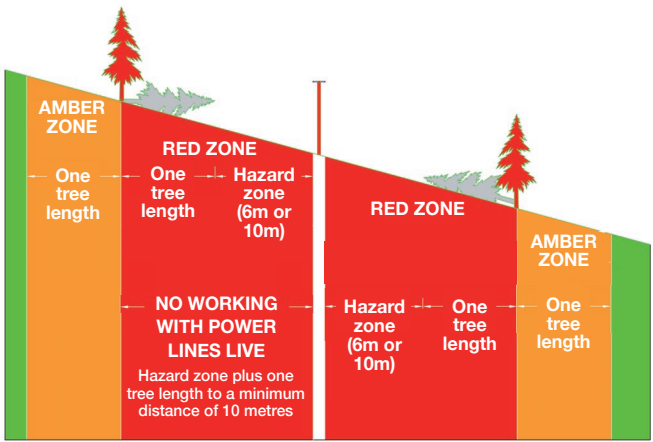 AMBER
ZONE
One
tree
length
RED ZONE
One
tree
length
Hazard
zone
(6m or
10m)
NO WORKING
WITH POWER
LINES LIVE
Hazard zone plus one
tree length to a minimum
distance of 10 metres
RED ZONE
Hazard
zone
(6m or
10m)
One
tree
length
AMBER
ZONE
One
tree
length